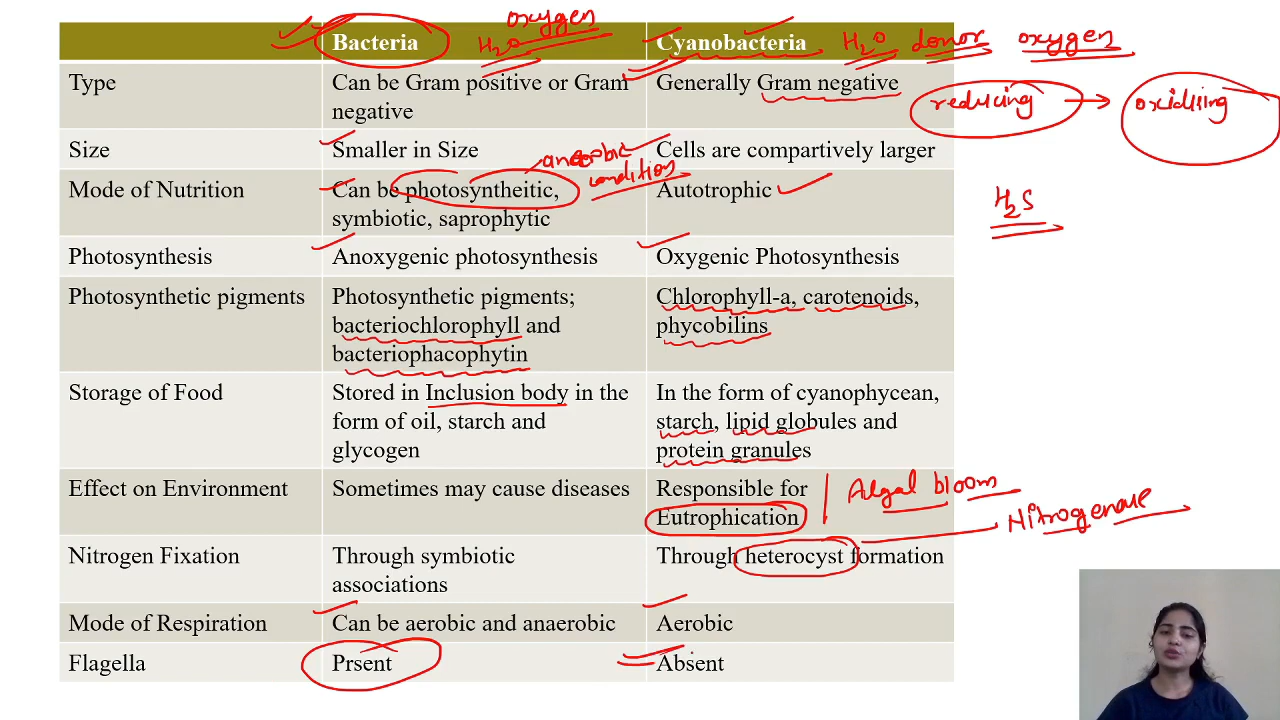 oxygen
Bacteria H2O Cyanobacteria H2O donor oxygen
Type Can be Gram positive or Gram Generally Gram negative reducing → oxidising
negative
Size Smaller in Size Cells are compartively larger
anaerobic
condition
Mode of Nutrition Can be photosyntheitic, Autotrophic
symbiotic, saprophytic
H2S
Photosynthesis Anoxygenic photosynthesis Oxygenic Photosynthesis
Photosynthetic pigments Photosynthetic pigments; Chlorophyll-a, carotenoids,
bacteriochlorophyll and phycobilins
bacteriophacophytin
Storage of Food Stored in Inclusion body in the In the form of cyanophycean,
form of oil, starch and starch, lipid globules and
glycogen protein granules
Effect on Environment Sometimes may cause diseases Responsible for Algal bloom
Eutrophication Nitrogenase
Nitrogen Fixation Through symbiotic Through heterocyst formation
associations
Mode of Respiration Can be aerobic and anaerobic Aerobic
Flagella Prsent Absent